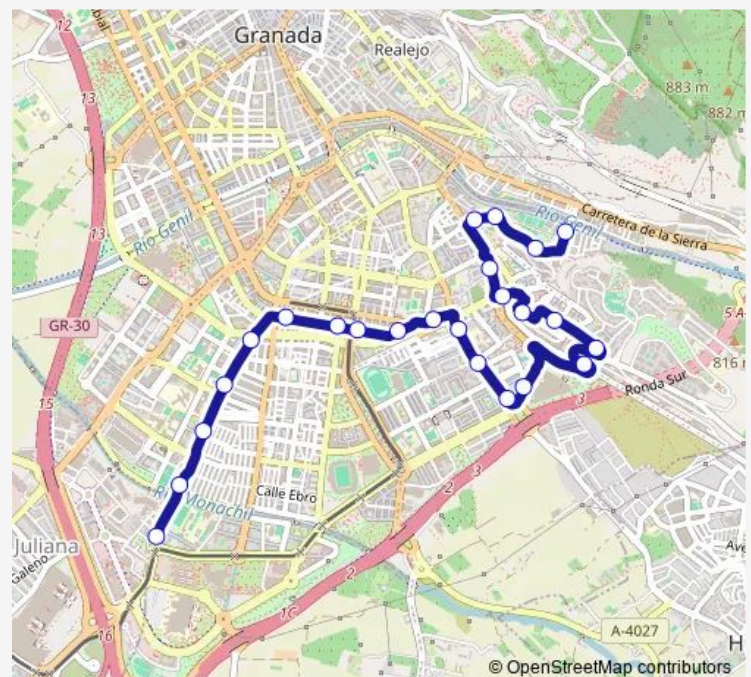 12
bial
Granada
Realejo
883 m
882 m
13
13
Río Genil
Río Genil
Carretera de la Sierra
GR-30
5 A
816 m
3
Ronda Sur
15
3
2
Calle Ebro
Río Monachil
Juliana
Galeno
2
Ave
1C
16
A-4027
H
© OpenStreetMap contributors